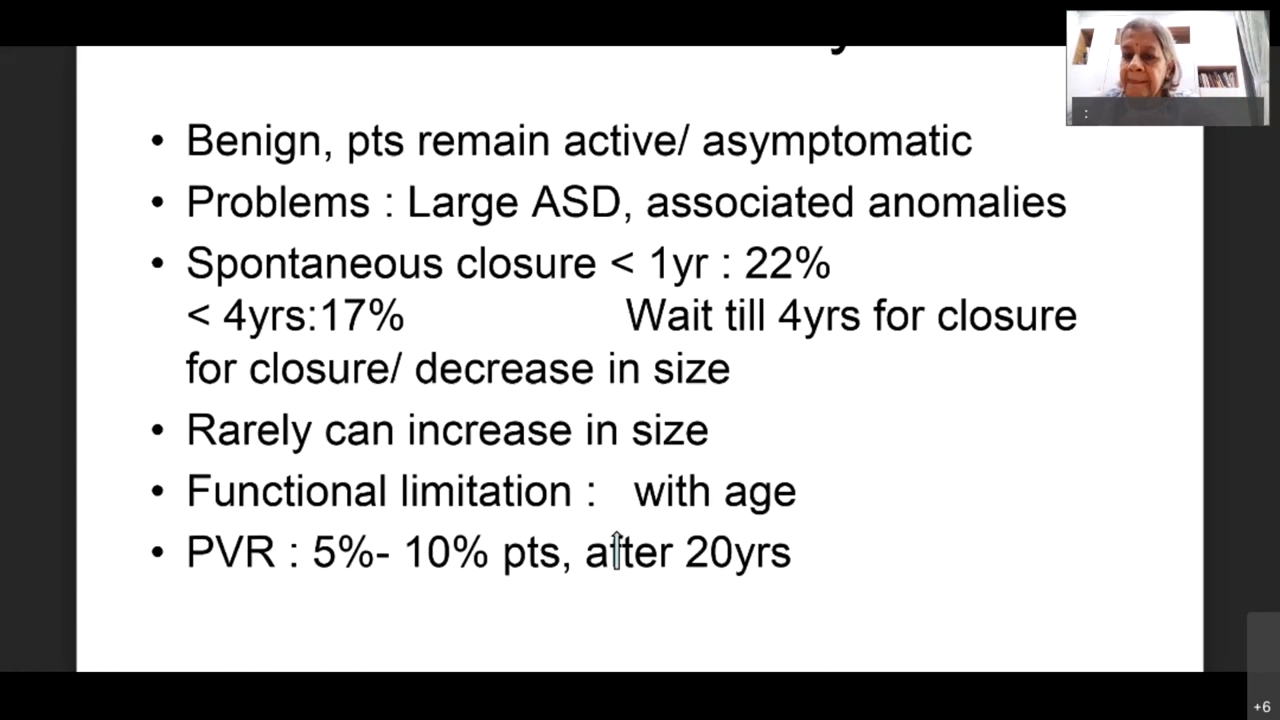 • Benign, pts remain active/ asymptomatic
• Problems : Large ASD, associated anomalies
• Spontaneous closure < 1yr : 22%
< 4yrs:17% Wait till 4yrs for closure
for closure/ decrease in size
• Rarely can increase in size
• Functional limitation : with age
• PVR : 5%- 10% pts, after 20yrs
:
+6